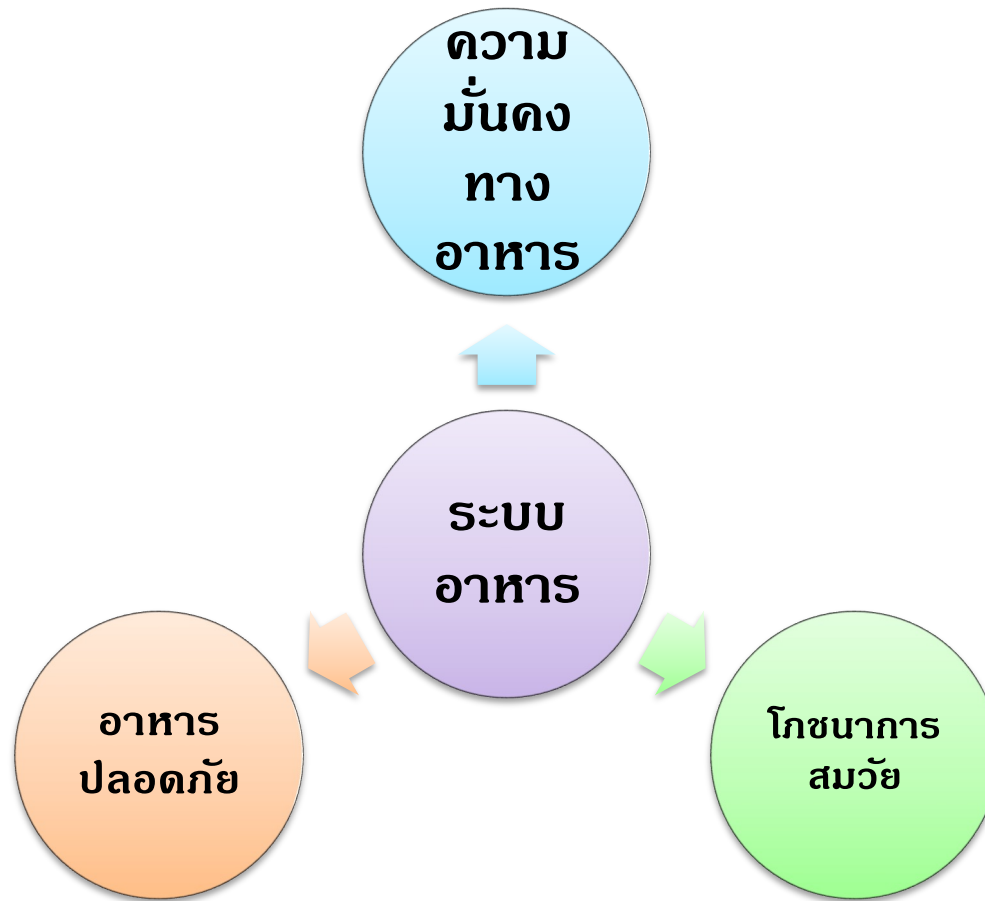 ความ
มั่นคง
ทาง
อาหาร
ระบบ
อาหาร
อาหาร
ปลอดภัย
โภชนาการ
สมวัย